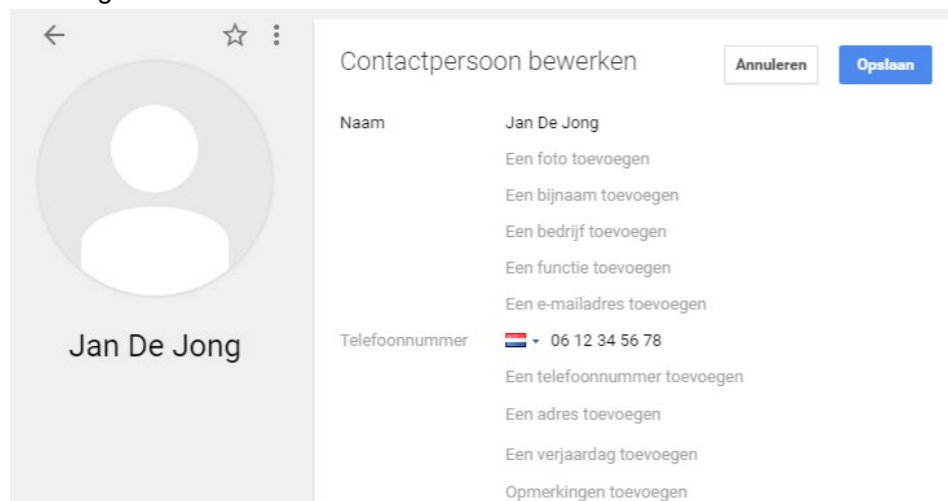 Contactpersoon bewerken
Annuleren
Opslaan
Naam
Jan De Jong
Een foto toevoegen
Een bijnaam toevoegen
Een bedrijf toevoegen
Een functie toevoegen
Een e-mailadres toevoegen
Jan De Jong
Telefoonnummer
06 12 34 56 78
Een telefoonnummer toevoegen
Een adres toevoegen
Een verjaardag toevoegen
Opmerkingen toevoegen